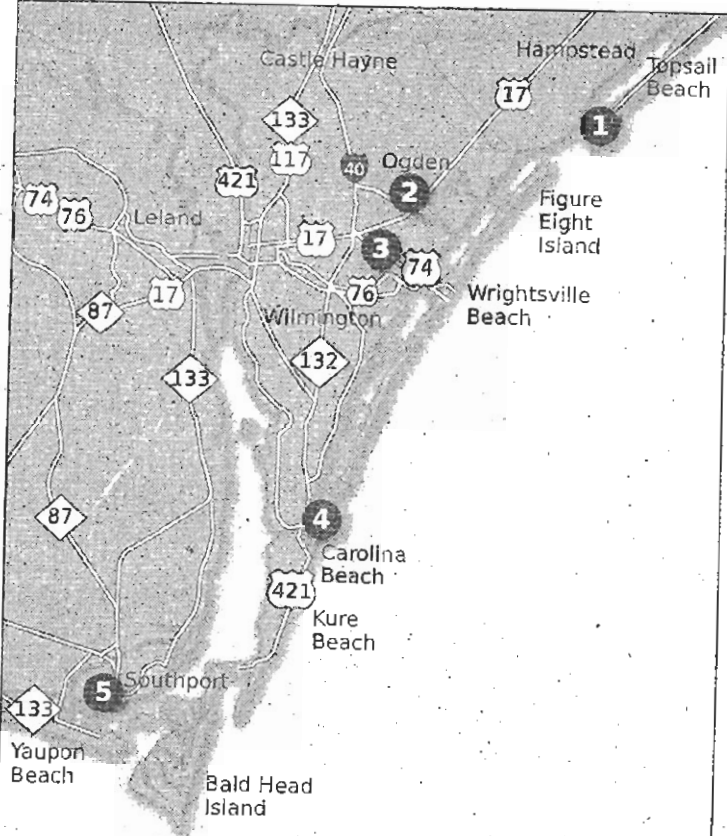 Castle Hayne
Hampstead
Topsail
Beach
17
1
133
117
40
Ogden
421
2
74
76
Leland
17
3
74
Figure
Eight
Island
87
17
76
Wrightsville
Beach
Wilmington
133
132
87
4
Carolina
Beach
421
Kure
Beach
5
Southport
133
Yaupon
Beach
Bald Head
Island